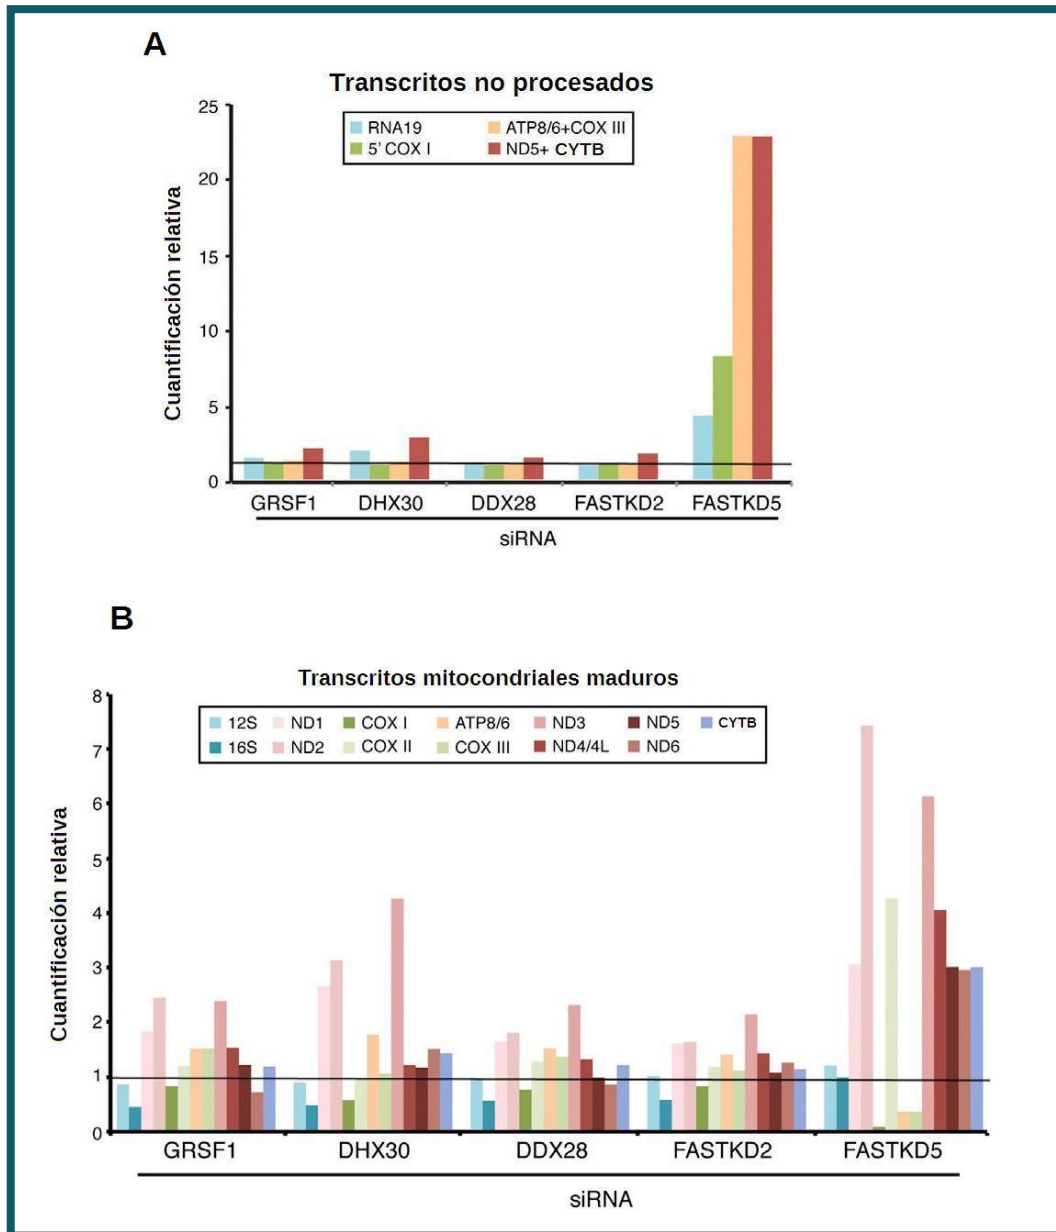 A
Transcritos no procesados
RNA19 ATP8/6+COX III
5' COX I ND5+ CYTB
Cuantificación relativa
25
20
15
10
5
0
GRSF1 DHX30 DDX28 FASTKD2 FASTKD5
siRNA
B
Transcritos mitocondriales maduros
12S ND1 COX I ATP8/6 ND3 ND5 CYTB
16S ND2 COX II COX III ND4/4L ND6
Cuantificación relativa
8
7
6
5
4
3
2
1
0
GRSF1 DHX30 DDX28 FASTKD2 FASTKD5
siRNA